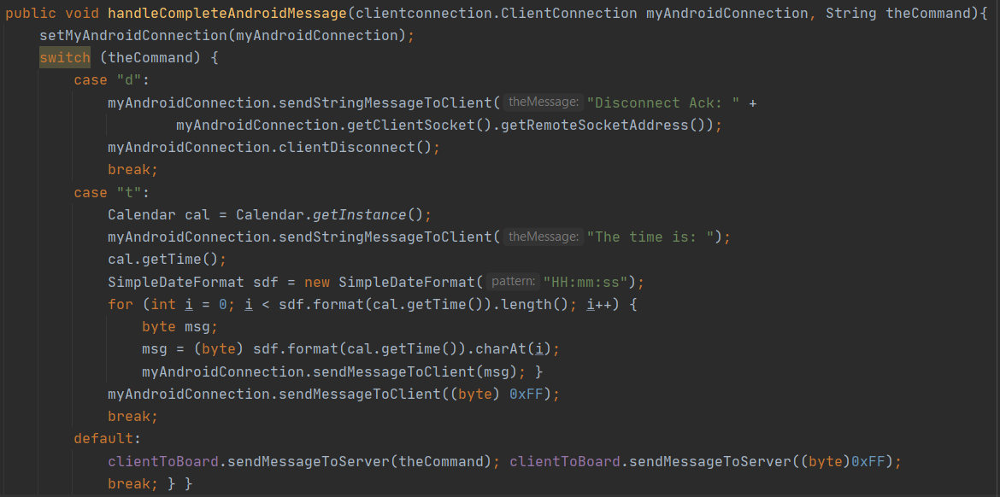 public void handleCompleteAndroidMessage(clientconnection.ClientConnection myAndroidConnection, String theCommand){
setMyAndroidConnection(myAndroidConnection);
switch (theCommand) {
case "d":
myAndroidConnection.sendStringMessageToClient( theMessage: "Disconnect Ack: " +
myAndroidConnection.getClientSocket().getRemoteSocketAddress());
myAndroidConnection.clientDisconnect();
break;
case "t":
Calendar cal = Calendar.getInstance();
myAndroidConnection.sendStringMessageToClient( theMessage: "The time is: ");
cal.getTime();
SimpleDateFormat sdf = new SimpleDateFormat( pattern: "HH:mm:ss");
for (int i = 0; i < sdf.format(cal.getTime()).length(); i++) {
byte msg;
msg = (byte) sdf.format(cal.getTime()).charAt(i);
myAndroidConnection.sendMessageToClient(msg); }
myAndroidConnection.sendMessageToClient((byte) 0xFF);
break;
default:
clientToBoard.sendMessageToServer(theCommand); clientToBoard.sendMessageToServer((byte)0xFF);
break; } }